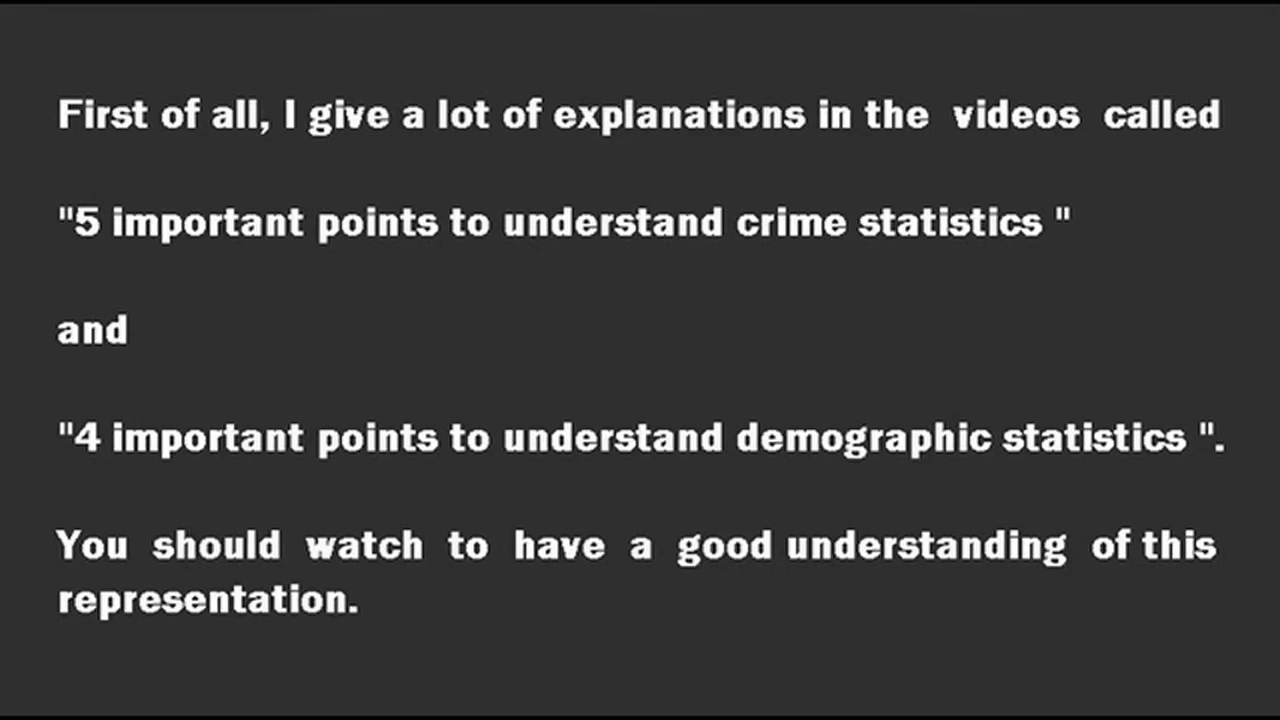 First of all, I give a lot of explanations in the videos called
"5 important points to understand crime statistics "
and
"4 important points to understand demographic statistics ".
You should watch to have a good understanding of this
representation.